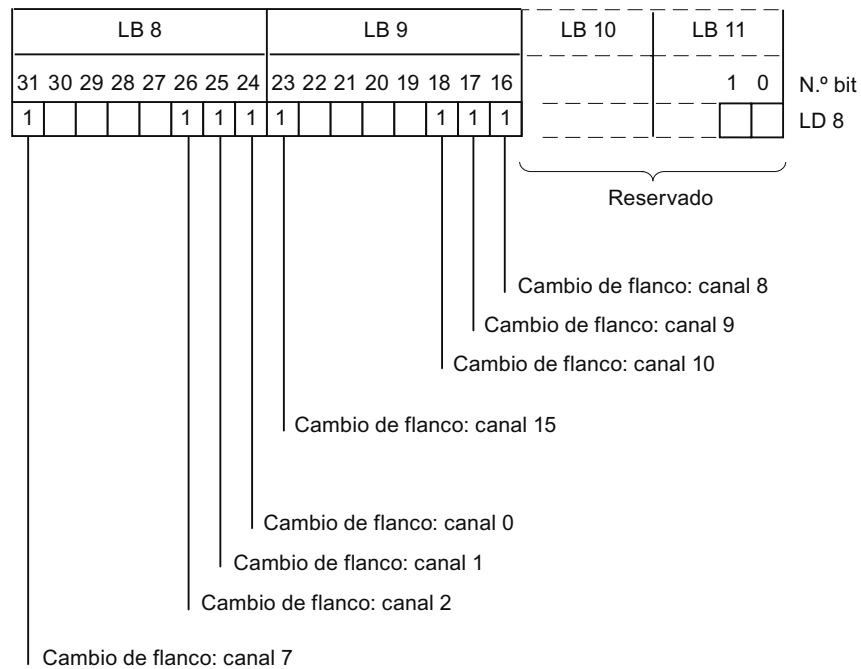 LB 8 LB 9 LB 10 LB 11
31 30 29 28 27 26 25 24 23 22 21 20 19 18 17 16 1 0 N.º bit
1 1 1 1 1 1 1 1 LD 8
Reservado
Cambio de flanco: canal 8
Cambio de flanco: canal 9
Cambio de flanco: canal 10
Cambio de flanco: canal 15
Cambio de flanco: canal 0
Cambio de flanco: canal 1
Cambio de flanco: canal 2
Cambio de flanco: canal 7